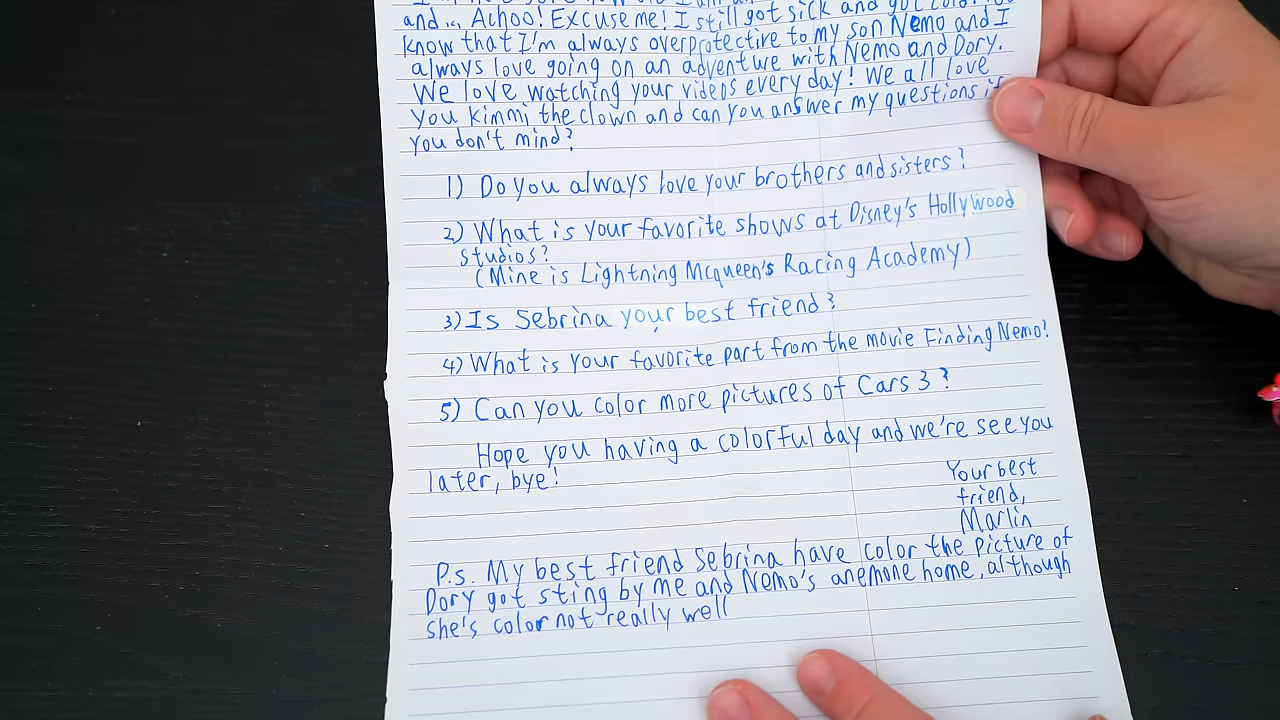 and... Achoo! Excuse me! I still got sick and got cold. You
know that I'm always overprotective to my son Nemo and I
always love going on an adventure with Nemo and Dory.
We love watching your videos every day! We all love
you kimmi the clown and can you answer my questions if
you don't mind?
1) Do you always love your brothers and sisters?
2) What is your favorite shows at Disney's Hollywood
Studios?
(Mine is Lightning Mcqueen's Racing Academy)
3) Is Sebrina your best friend?
4) What is your favorite part from the movie Finding Nemo?
5) Can you color more pictures of Cars 3?
Hope you having a colorful day and we're see you
later, bye!
Your best
friend,
Marlin
P.s. My best friend Sebrina have color the picture of
Dory got sting by me and Nemo's anemone home, although
she's color not really well